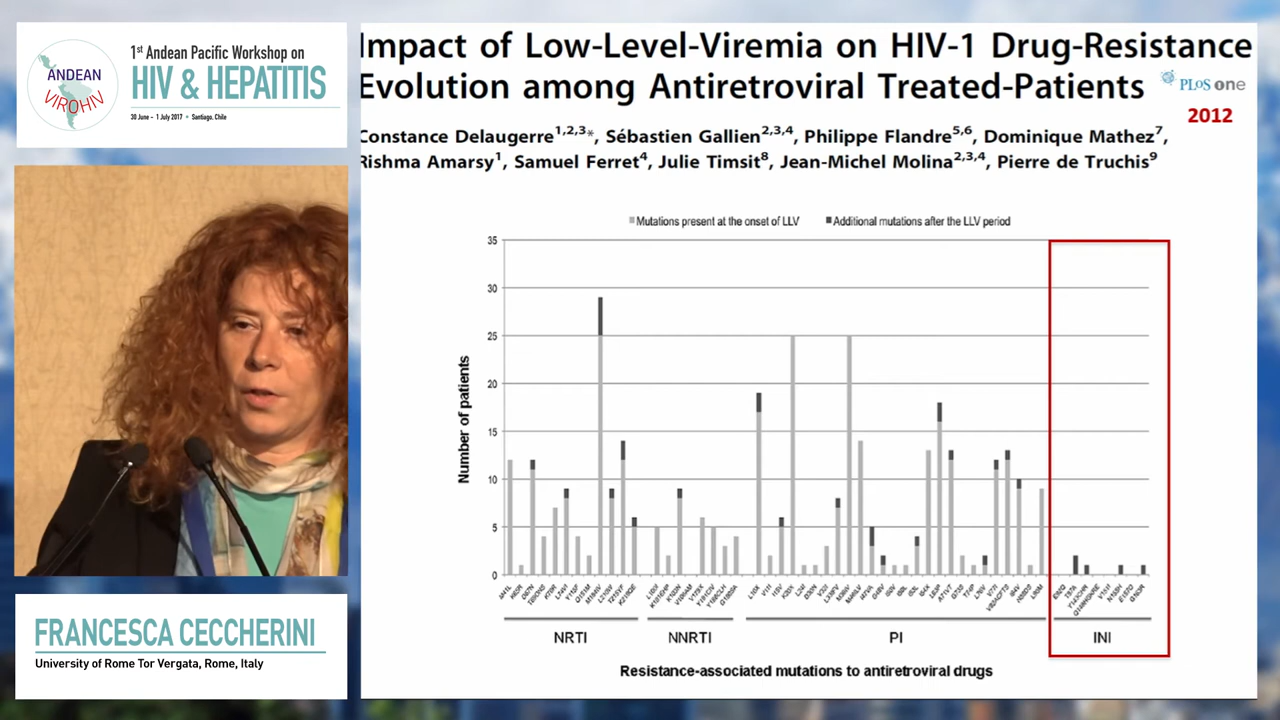 1st Andean Pacific Workshop on
HIV & HEPATITIS
30 June – 1 July 2017 • Santiago, Chile
ANDEAN
VIROHIV
FRANCESCA CECCHERINI
University of Rome Tor Vergata, Rome, Italy
Impact of Low-Level-Viremia on HIV-1 Drug-Resistance
Evolution among Antiretroviral Treated-Patients
PLoS one
2012
Constance Delaugerre1,2,3*, Sébastien Gallien2,3,4, Philippe Flandre5,6, Dominique Mathez7,
Rishma Amarsy1, Samuel Ferret4, Julie Timsit8, Jean-Michel Molina2,3,4, Pierre de Truchis9
Mutations present at the onset of LLV
Additional mutations after the LLV period
Number of patients
35
30
25
20
15
10
5
0
NRTI
NNRTI
PI
INI
Resistance-associated mutations to antiretroviral drugs